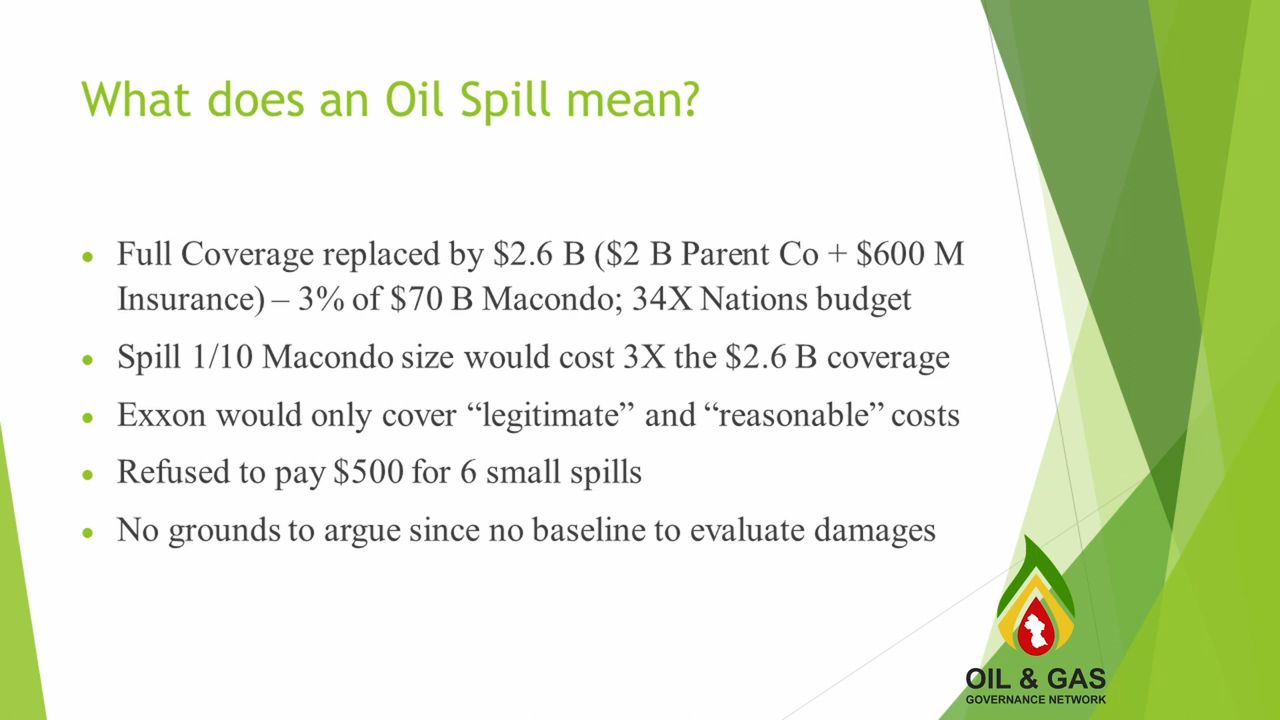 What does an Oil Spill mean?
• Full Coverage replaced by $2.6 B ($2 B Parent Co + $600 M
Insurance) – 3% of $70 B Macondo; 34X Nations budget
• Spill 1/10 Macondo size would cost 3X the $2.6 B coverage
• Exxon would only cover “legitimate” and “reasonable” costs
• Refused to pay $500 for 6 small spills
• No grounds to argue since no baseline to evaluate damages
OIL & GAS
GOVERNANCE NETWORK